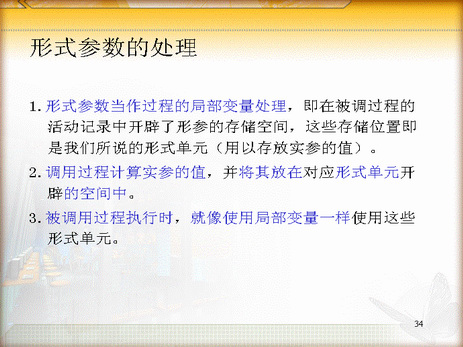 形式参数的处理
1.形式参数当作过程的局部变量处理，即在被调过程的
活动记录中开辟了形参的存储空间，这些存储位置即
是我们所说的形式单元（用以存放实参的值）。
2.调用过程计算实参的值，并将其放在对应形式单元开
辟的空间中。
3.被调用过程执行时，就像使用局部变量一样使用这些
形式单元。
34